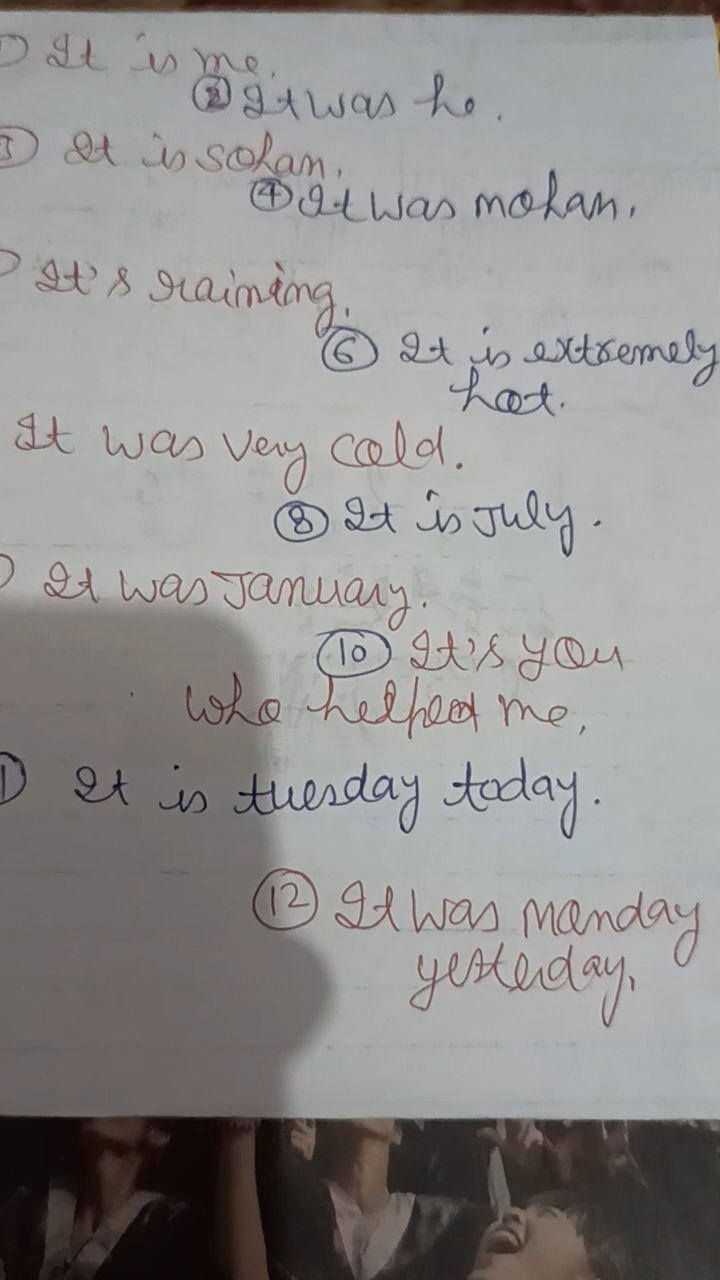 1) It is me.
② It was he.
3) It is sohan.
④ It was mohan.
) It's raining.
⑥ It is extremely
hot.
It was very cold.
⑧ It is July.
) It was January.
⑩ It's you
who helped me.
1) It is tuesday today.
⑫ It was monday
yesterday.